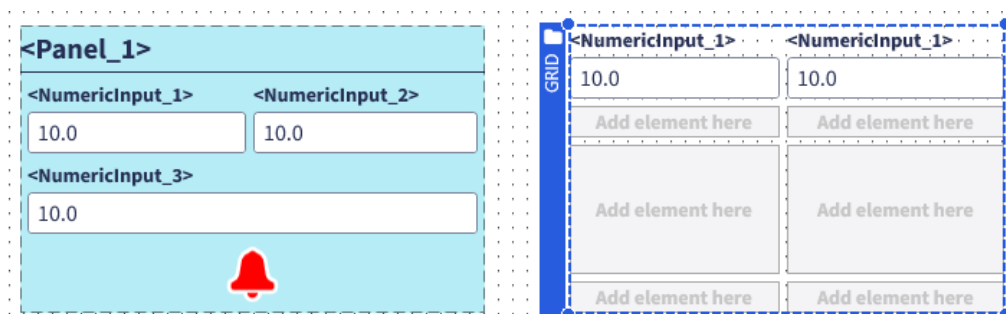 <Panel_1>
<NumericInput_1> <NumericInput_2>
10.0 10.0
<NumericInput_3>
10.0
GRID
<NumericInput_1> <NumericInput_1>
10.0 10.0
Add element here Add element here
Add element here Add element here
Add element here Add element here